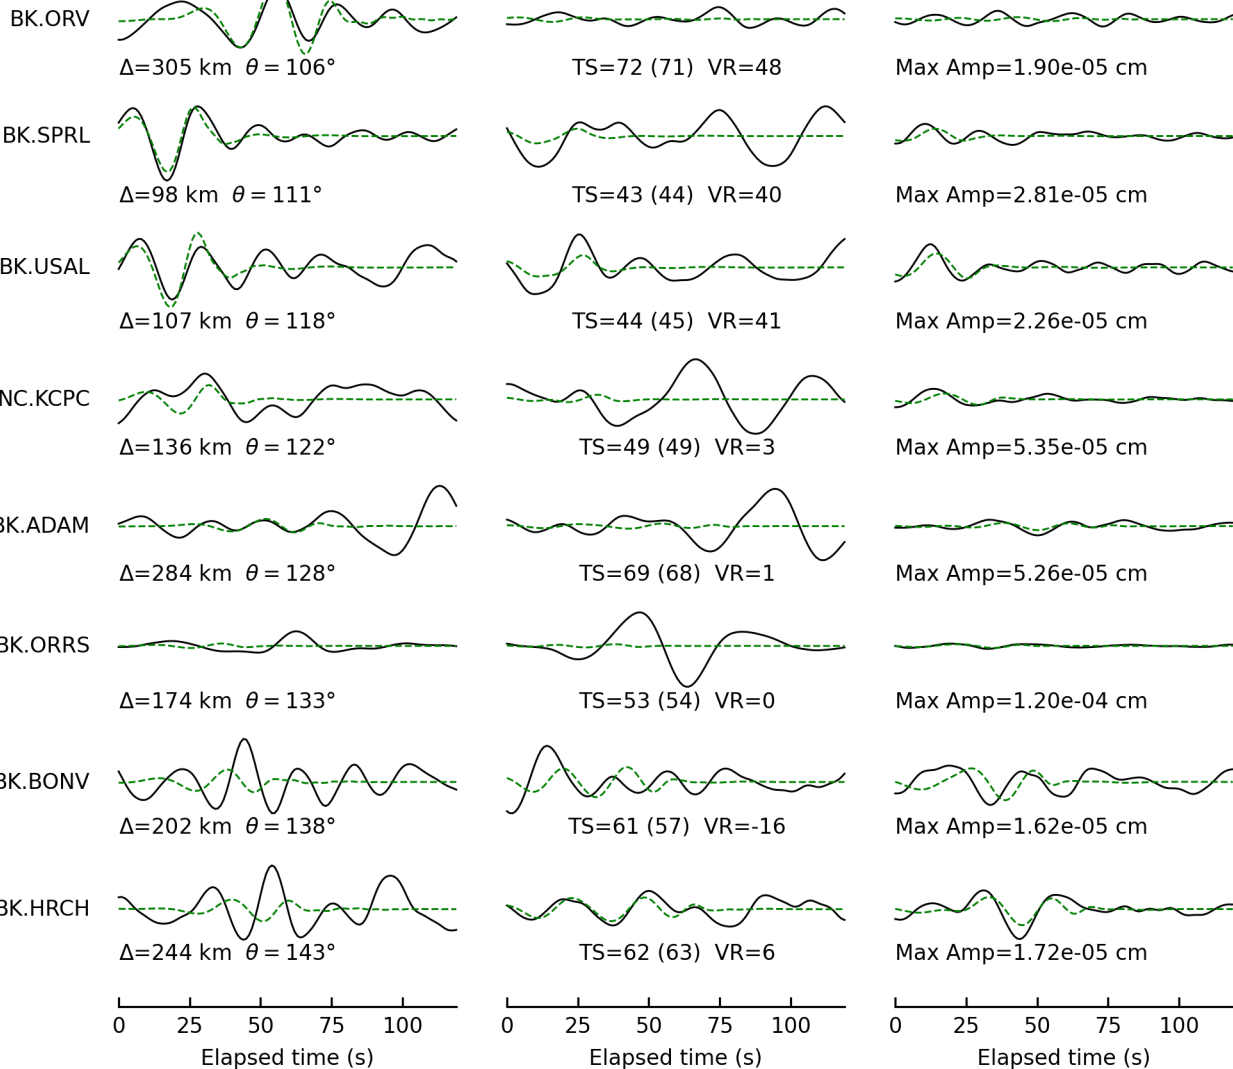 BK.ORV
Δ=305 km θ = 106° TS=72 (71) VR=48 Max Amp=1.90e-05 cm
BK.SPRL
Δ=98 km θ = 111° TS=43 (44) VR=40 Max Amp=2.81e-05 cm
BK.USAL
Δ=107 km θ = 118° TS=44 (45) VR=41 Max Amp=2.26e-05 cm
NC.KCPC
Δ=136 km θ = 122° TS=49 (49) VR=3 Max Amp=5.35e-05 cm
BK.ADAM
Δ=284 km θ = 128° TS=69 (68) VR=1 Max Amp=5.26e-05 cm
BK.ORRS
Δ=174 km θ = 133° TS=53 (54) VR=0 Max Amp=1.20e-04 cm
BK.BONV
Δ=202 km θ = 138° TS=61 (57) VR=-16 Max Amp=1.62e-05 cm
BK.HRCH
Δ=244 km θ = 143° TS=62 (63) VR=6 Max Amp=1.72e-05 cm
0 25 50 75 100 0 25 50 75 100 0 25 50 75 100
Elapsed time (s) Elapsed time (s) Elapsed time (s)